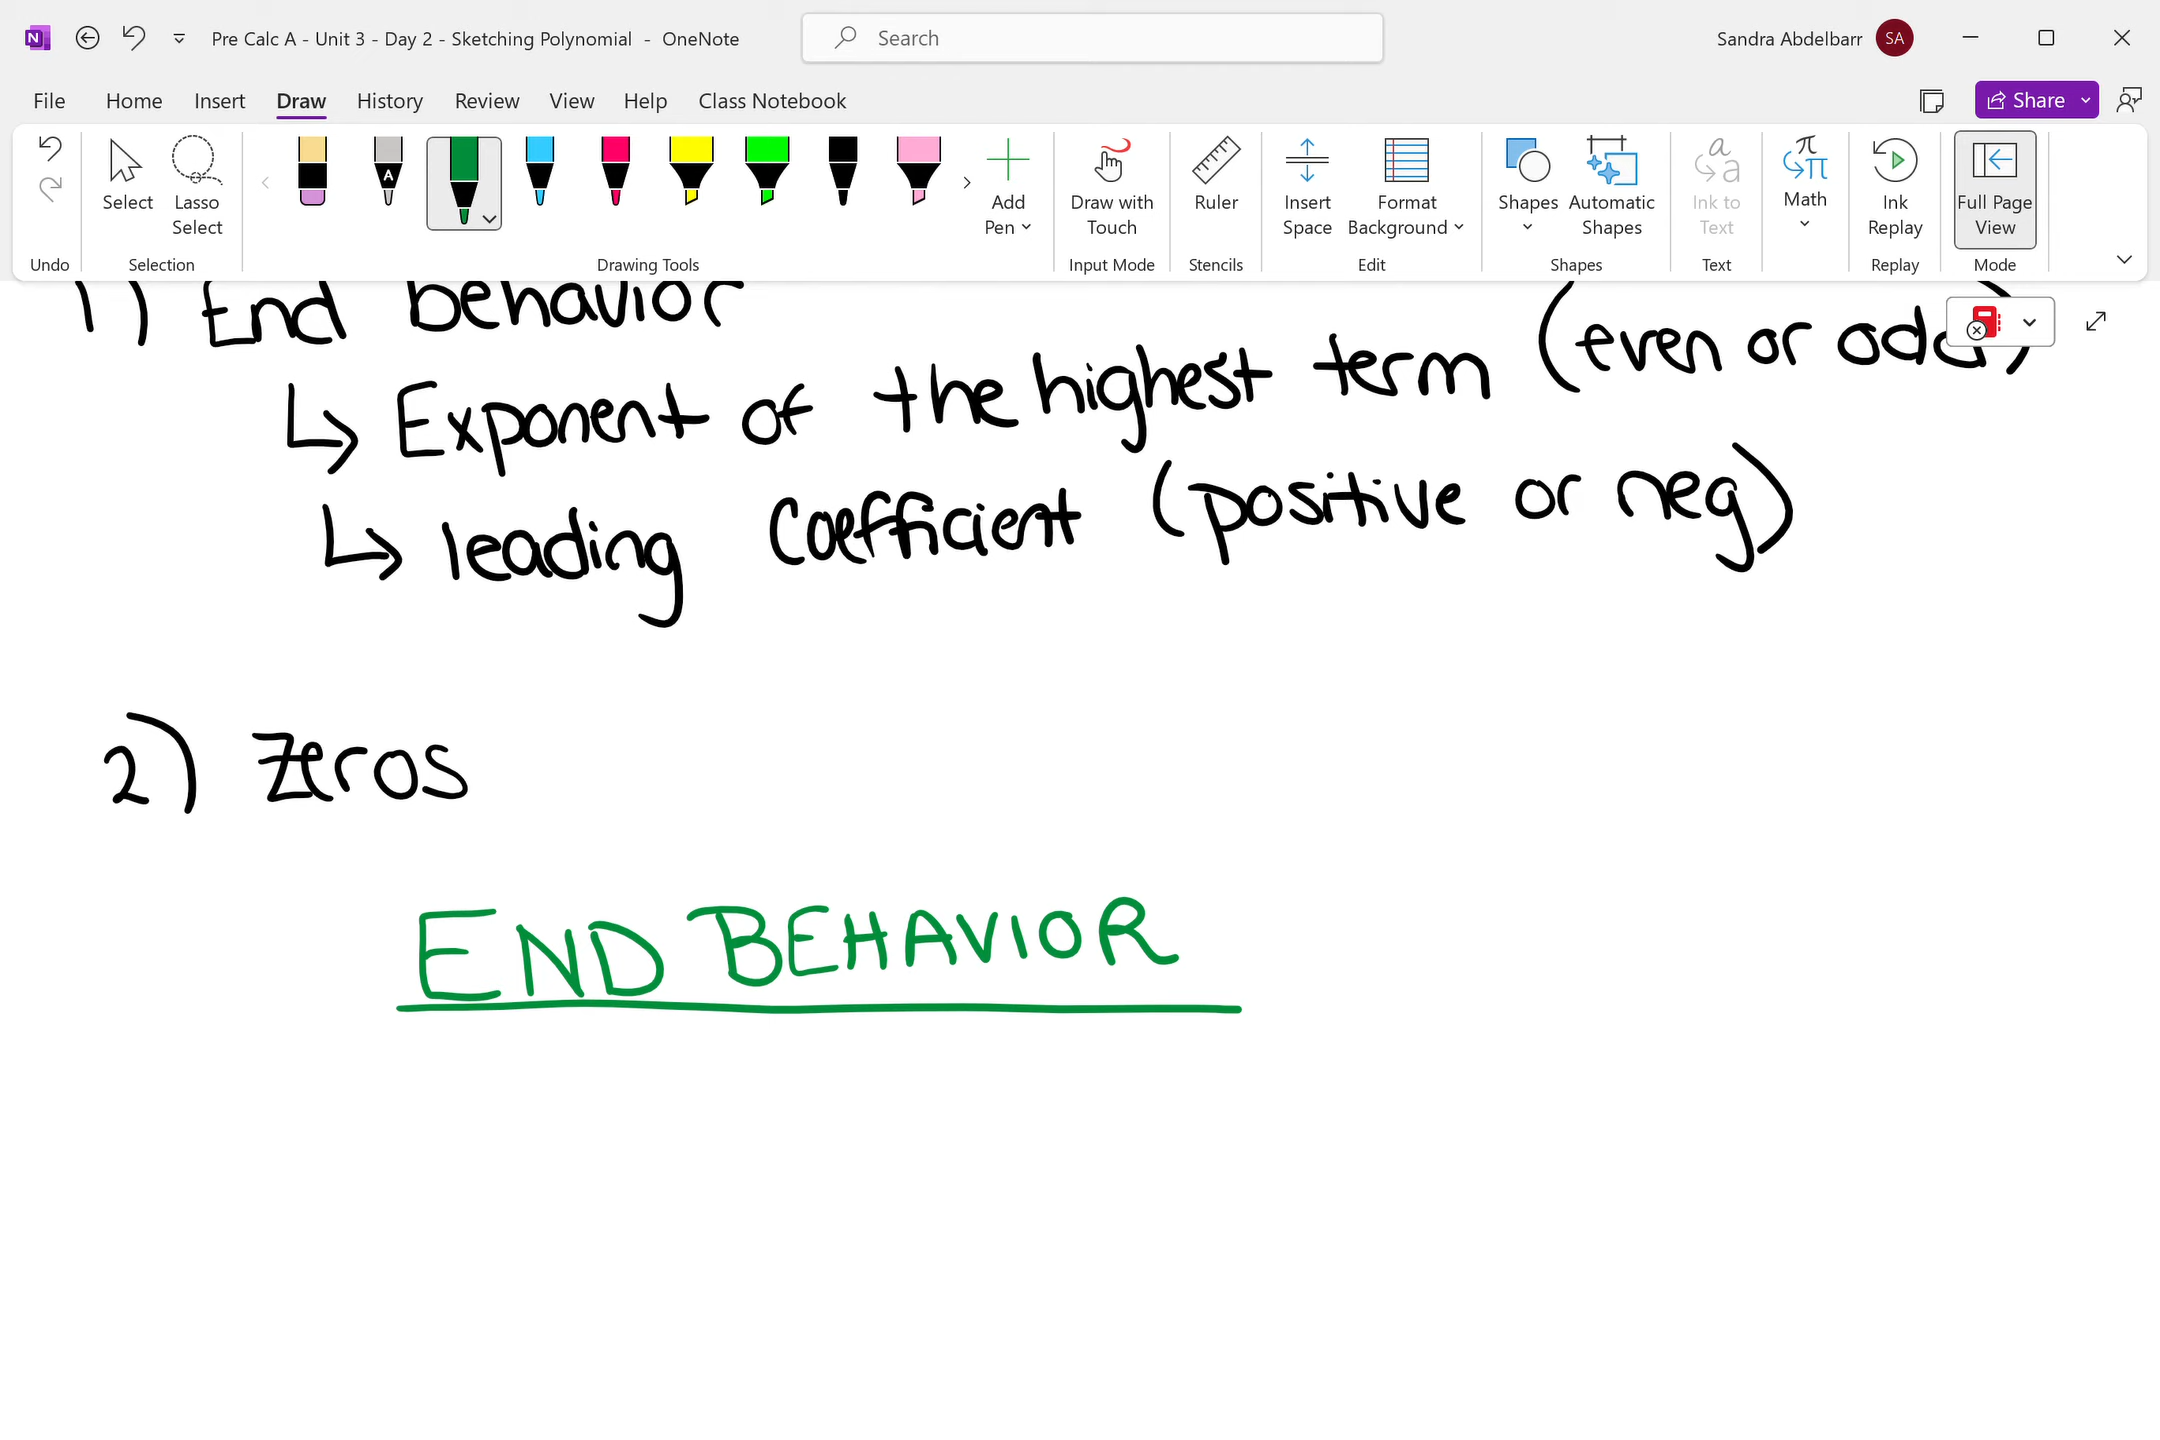 Pre Calc A - Unit 3 - Day 2 - Sketching Polynomial - OneNote
Search
Sandra Abdelbarr SA
File Home Insert Draw History Review View Help Class Notebook Share
Select Lasso Select A Add Pen Draw with Touch Ruler Insert Space Format Background Shapes Automatic Shapes Ink to Text Math Ink Replay Full Page View
Undo Selection Drawing Tools Input Mode Stencils Edit Shapes Text Replay Mode
1) End behavior
↳ Exponent of the highest term (even or odd)
↳ leading coefficient (positive or neg)
2) Zeros
END BEHAVIOR